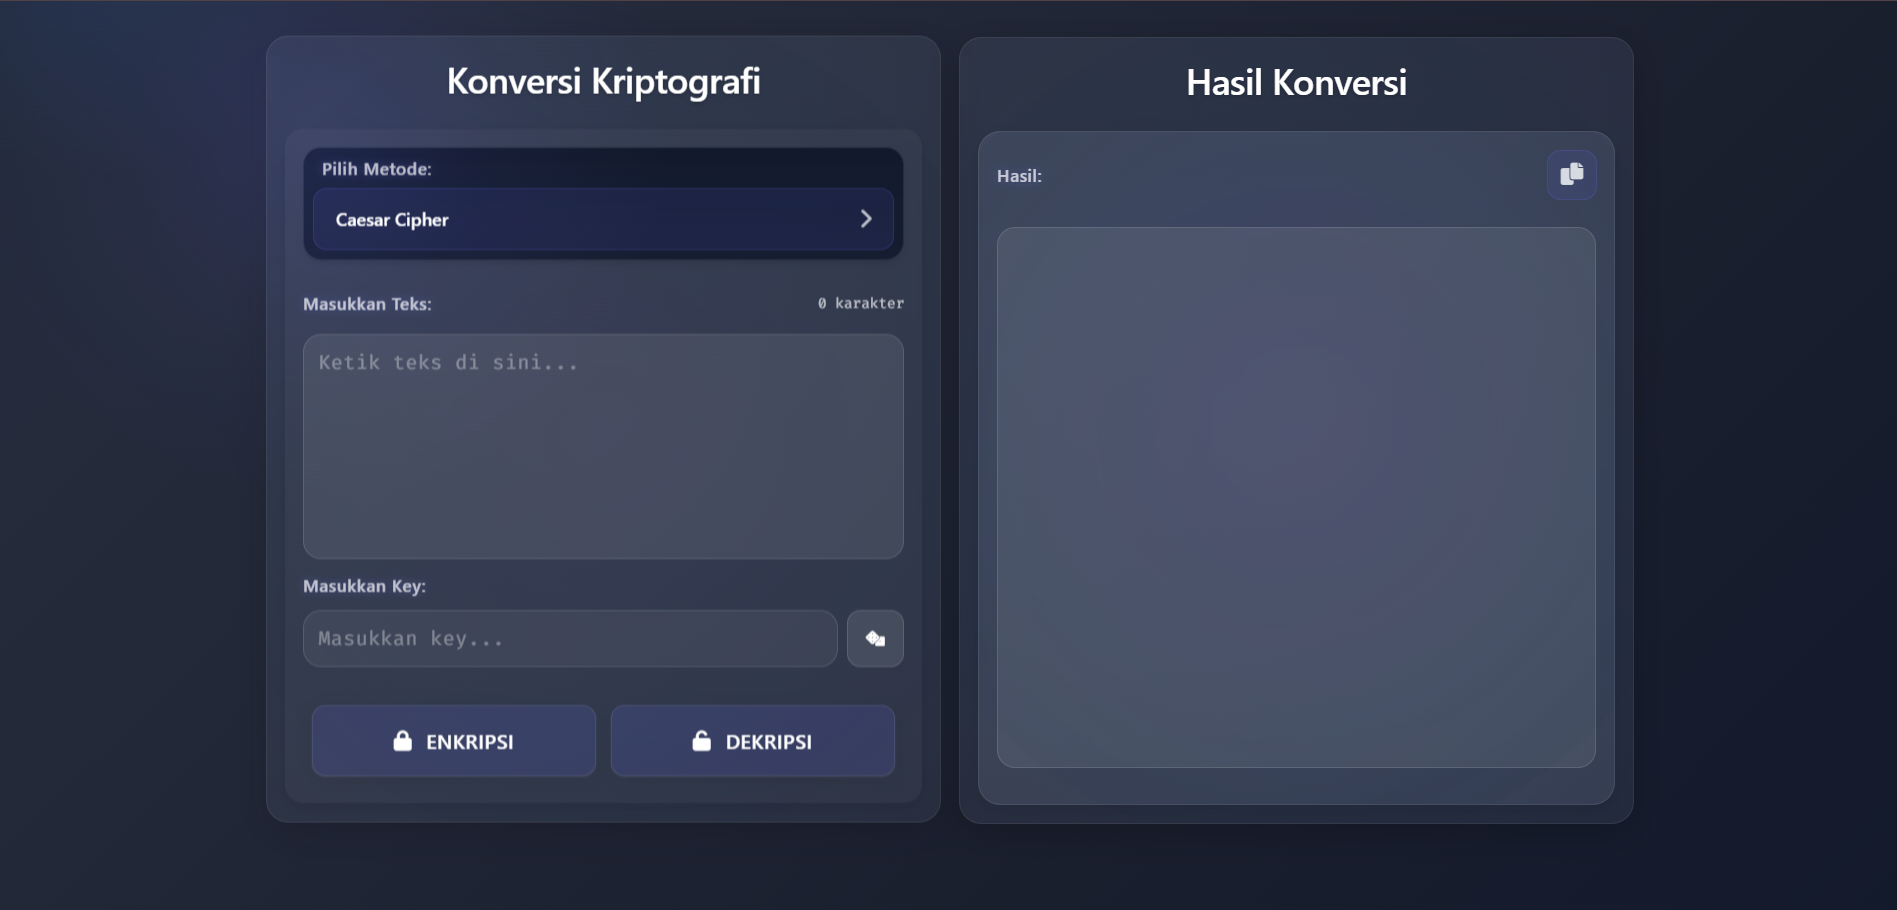 Konversi Kriptografi
Pilih Metode:
Caesar Cipher
Masukkan Teks:
0 karakter
Ketik teks di sini...
Masukkan Key:
Masukkan key...
ENKRIPSI
DEKRIPSI
Hasil Konversi
Hasil: